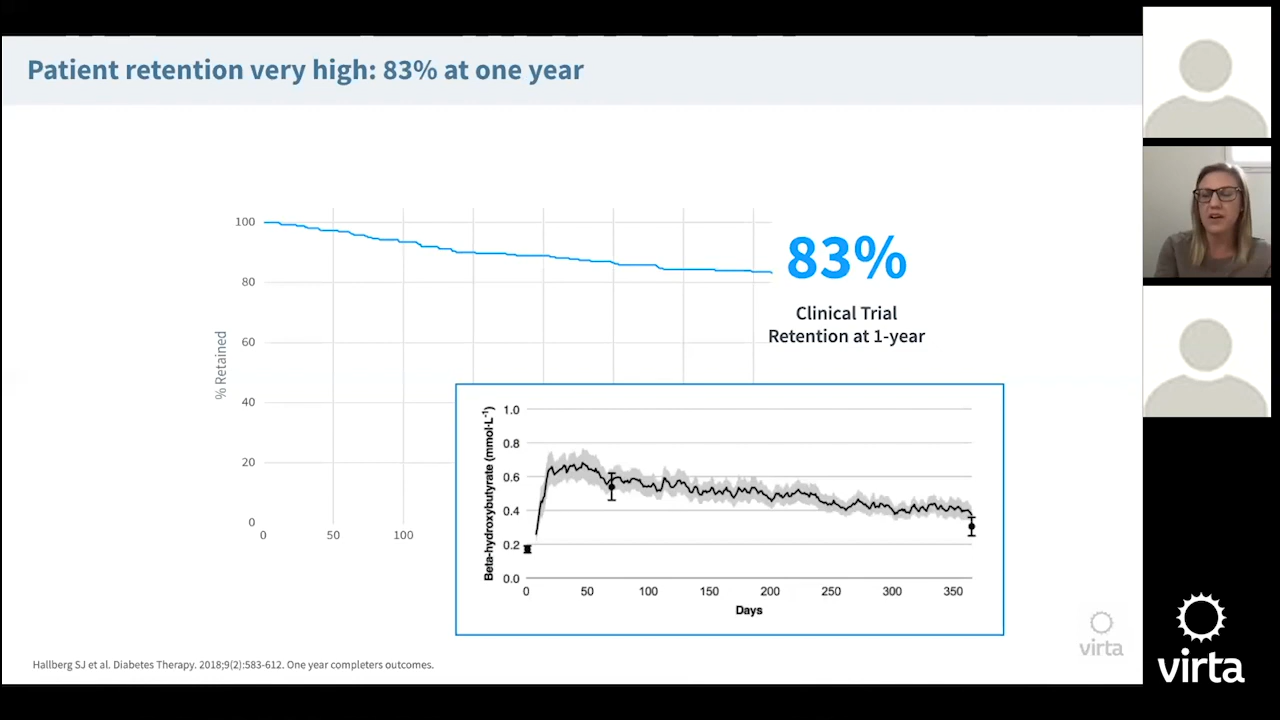 Patient retention very high: 83% at one year
100
80
60
40
20
0
% Retained
0
50
100
83%
Clinical Trial
Retention at 1-year
Beta-hydroxybutyrate (mmol·L⁻¹)
1.0
0.8
0.6
0.4
0.2
0.0
0
50
100
150
200
250
300
350
Days
virta
Hallberg SJ et al. Diabetes Therapy. 2018;9(2):583-612. One year completers outcomes.
virta